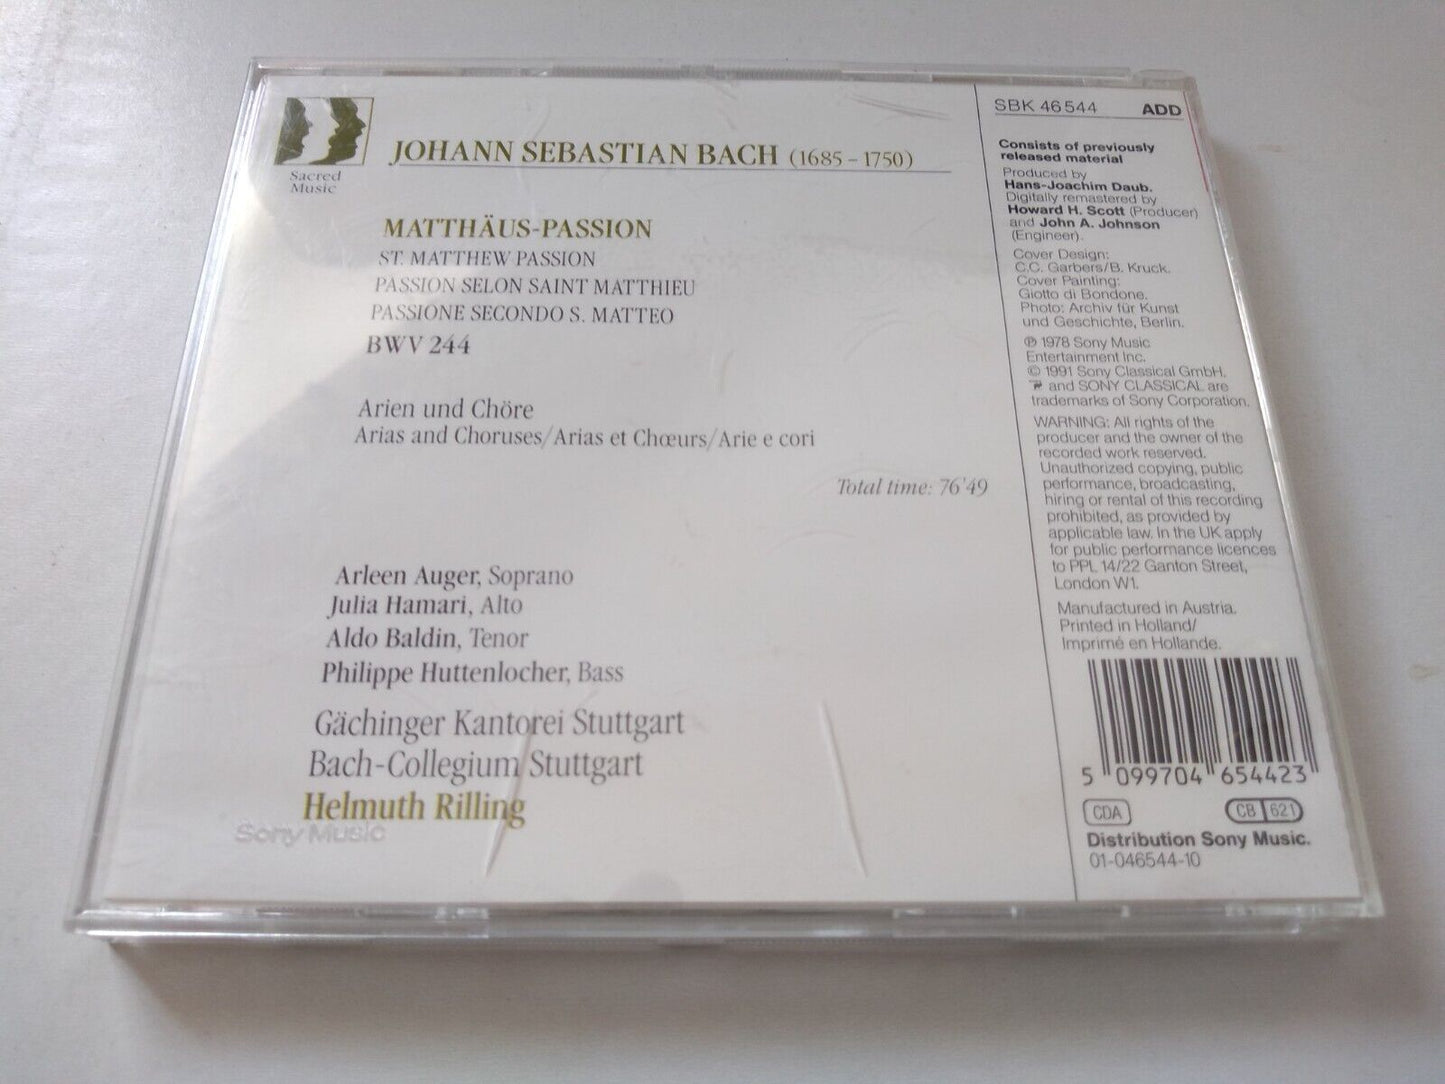 Sacred
Music
JOHANN SEBASTIAN BACH (1685 – 1750)
MATTHÄUS-PASSION
ST. MATTHEW PASSION
PASSION SELON SAINT MATTHIEU
PASSIONE SECONDO S. MATTEO
BWV 244
Arien und Chöre
Arias and Choruses/Arias et Chœurs/Arie e cori
Total time: 76'49
Arleen Auger, Soprano
Julia Hamari, Alto
Aldo Baldin, Tenor
Philippe Huttenlocher, Bass
Gächinger Kantorei Stuttgart
Bach-Collegium Stuttgart
Helmuth Rilling
Sony Music
SBK 46544 ADD
Consists of previously
released material
Produced by
Hans-Joachim Daub.
Digitally remastered by
Howard H. Scott (Producer)
and John A. Johnson
(Engineer).
Cover Design:
C.C. Garbers/B. Kruck.
Cover Painting:
Giotto di Bondone.
Photo: Archiv für Kunst
und Geschichte, Berlin.
℗ 1978 Sony Music
Entertainment Inc.
© 1991 Sony Classical GmbH.
and SONY CLASSICAL are
trademarks of Sony Corporation.
WARNING: All rights of the
producer and the owner of the
recorded work reserved.
Unauthorized copying, public
performance, broadcasting,
hiring or rental of this recording
prohibited, as provided by
applicable law. In the UK apply
for public performance licences
to PPL 14/22 Ganton Street,
London W1.
Manufactured in Austria.
Printed in Holland/
Imprimé en Hollande.
5 099704 654423
CDA CB 621
Distribution Sony Music.
01-046544-10